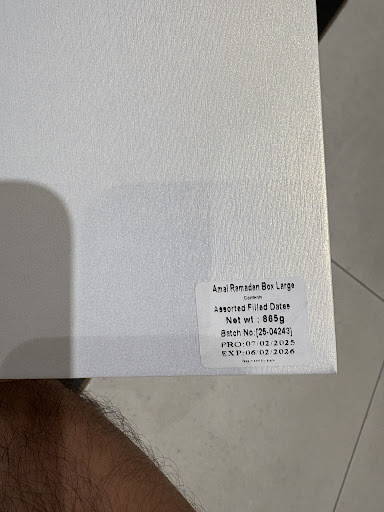 Amal Ramadan Box Large
Assorted Filled Dates
Net wt : 865g
Batch No.[25-04243]
PRO:07/02/2025
EXP:06/02/2026